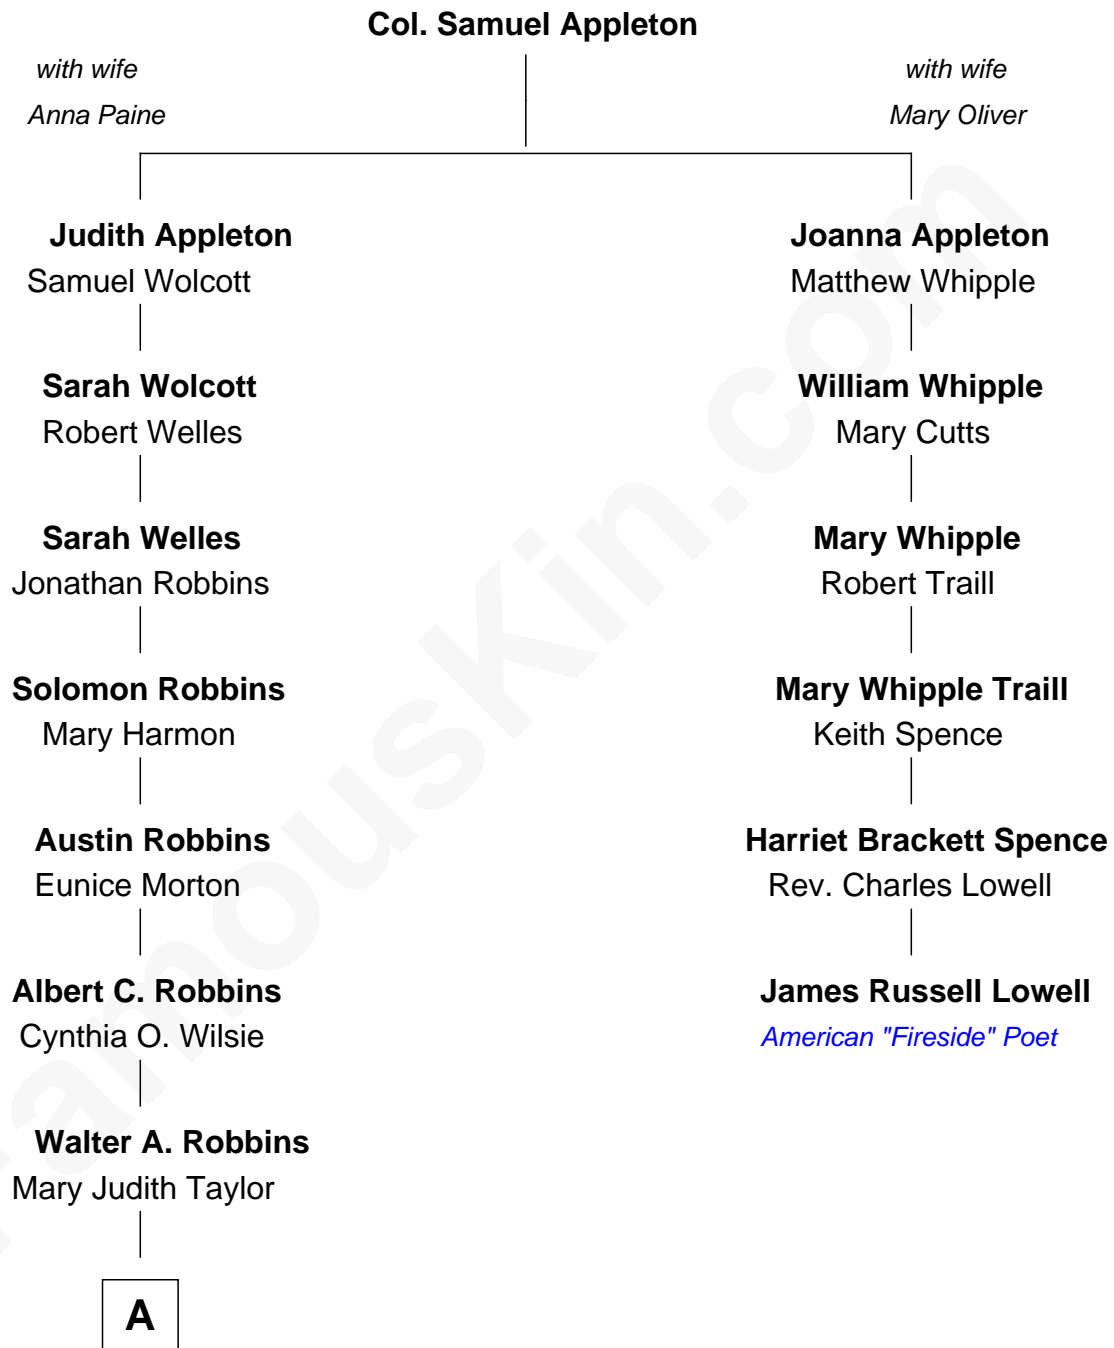 Col. Samuel Appleton
with wife
Anna Paine
with wife
Mary Oliver
Judith Appleton
Samuel Wolcott
Sarah Wolcott
Robert Welles
Sarah Welles
Jonathan Robbins
Solomon Robbins
Mary Harmon
Austin Robbins
Eunice Morton
Albert C. Robbins
Cynthia O. Wilsie
Walter A. Robbins
Mary Judith Taylor
A
Joanna Appleton
Matthew Whipple
William Whipple
Mary Cutts
Mary Whipple
Robert Traill
Mary Whipple Traill
Keith Spence
Harriet Brackett Spence
Rev. Charles Lowell
James Russell Lowell
American "Fireside" Poet
FamousKin.com